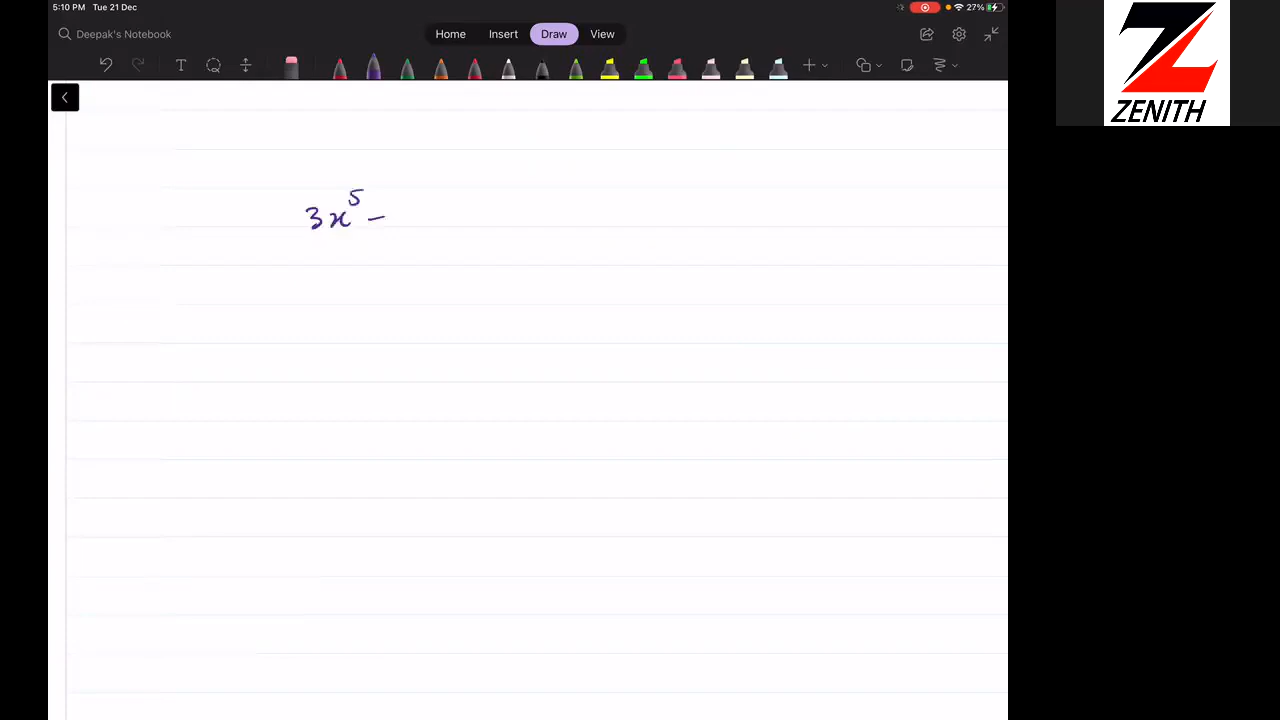 5:10 PM Tue 21 Dec
27%
Deepak's Notebook
Home Insert Draw View
T
ZENITH
3x⁵ −